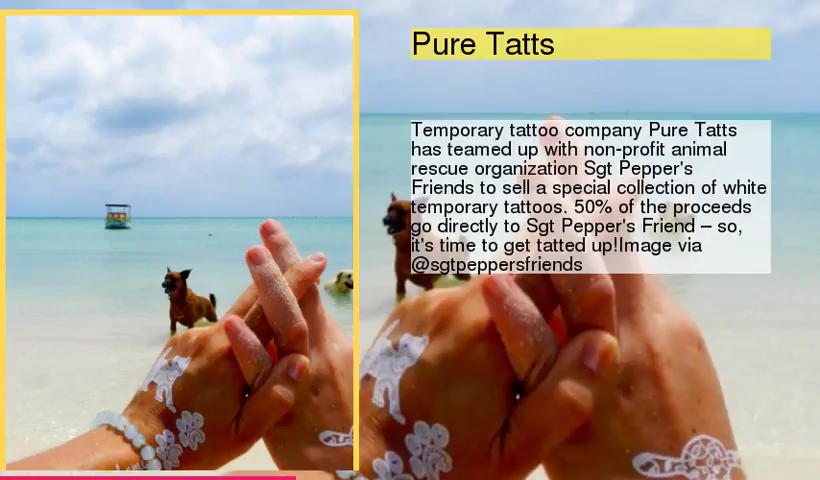 Pure Tatts
Temporary tattoo company Pure Tatts
has teamed up with non-profit animal
rescue organization Sgt Pepper's
Friends to sell a special collection of white
temporary tattoos. 50% of the proceeds
go directly to Sgt Pepper's Friend – so,
it's time to get tatted up!Image via
@sgtpeppersfriends